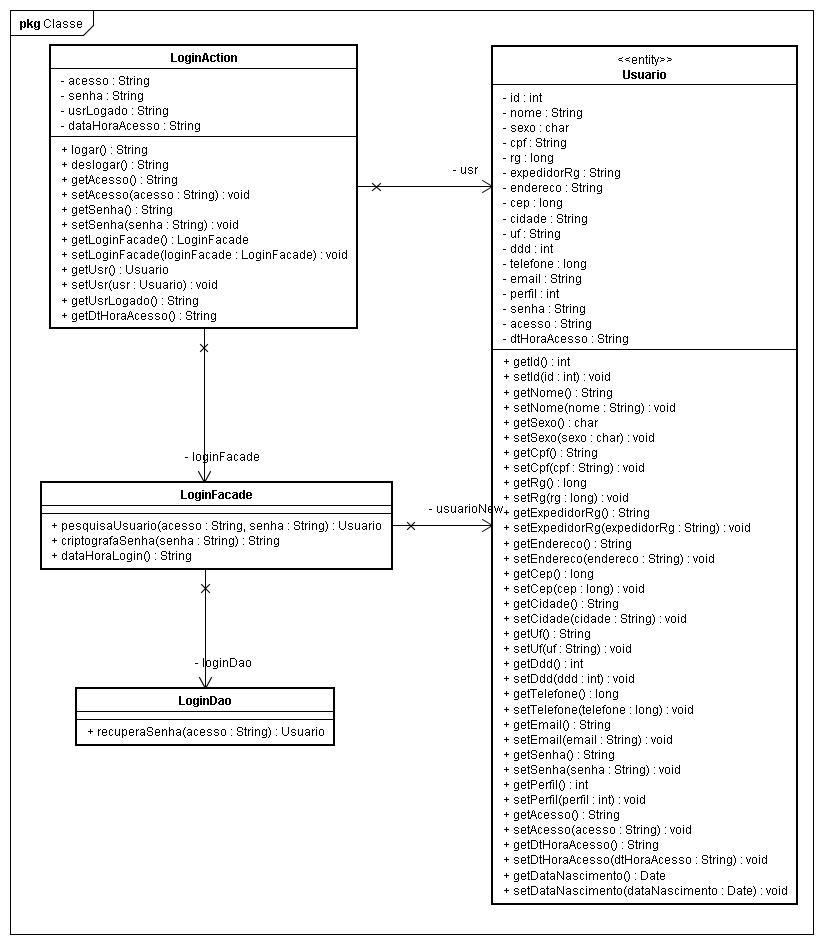 pkg Classe
LoginAction
- acesso : String
- senha : String
- usrLogado : String
- dataHoraAcesso : String
+ logar() : String
+ deslogar() : String
+ getAcesso() : String
+ setAcesso(acesso : String) : void
+ getSenha() : String
+ setSenha(senha : String) : void
+ getLoginFacade() : LoginFacade
+ setLoginFacade(loginFacade : LoginFacade) : void
+ getUsr() : Usuario
+ setUsr(usr : Usuario) : void
+ getUsrLogado() : String
+ getDtHoraAcesso() : String
- usr
- loginFacade
LoginFacade
+ pesquisaUsuario(acesso : String, senha : String) : Usuario
+ criptografaSenha(senha : String) : String
+ dataHoraLogin() : String
- usuarioNew
- loginDao
LoginDao
+ recuperaSenha(acesso : String) : Usuario
<<entity>>
Usuario
- id : int
- nome : String
- sexo : char
- cpf : String
- rg : long
- expedidorRg : String
- endereco : String
- cep : long
- cidade : String
- uf : String
- ddd : int
- telefone : long
- email : String
- perfil : int
- senha : String
- acesso : String
- dtHoraAcesso : String
+ getId() : int
+ setId(id : int) : void
+ getNome() : String
+ setNome(nome : String) : void
+ getSexo() : char
+ setSexo(sexo : char) : void
+ getCpf() : String
+ setCpf(cpf : String) : void
+ getRg() : long
+ setRg(rg : long) : void
+ getExpedidorRg() : String
+ setExpedidorRg(expedidorRg : String) : void
+ getEndereco() : String
+ setEndereco(endereco : String) : void
+ getCep() : long
+ setCep(cep : long) : void
+ getCidade() : String
+ setCidade(cidade : String) : void
+ getUf() : String
+ setUf(uf : String) : void
+ getDdd() : int
+ setDdd(ddd : int) : void
+ getTelefone() : long
+ setTelefone(telefone : long) : void
+ getEmail() : String
+ setEmail(email : String) : void
+ getSenha() : String
+ setSenha(senha : String) : void
+ getPerfil() : int
+ setPerfil(perfil : int) : void
+ getAcesso() : String
+ setAcesso(acesso : String) : void
+ getDtHoraAcesso() : String
+ setDtHoraAcesso(dtHoraAcesso : String) : void
+ getDataNascimento() : Date
+ setDataNascimento(dataNascimento : Date) : void